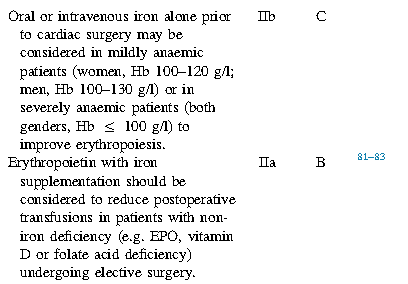 Oral or intravenous iron alone prior IIb C
to cardiac surgery may be
considered in mildly anaemic
patients (women, Hb 100–120 g/l;
men, Hb 100–130 g/l) or in
severely anaemic patients (both
genders, Hb ≤ 100 g/l) to
improve erythropoiesis.
Erythropoietin with iron IIa B 81–83
supplementation should be
considered to reduce postoperative
transfusions in patients with non-
iron deficiency (e.g. EPO, vitamin
D or folate acid deficiency)
undergoing elective surgery.